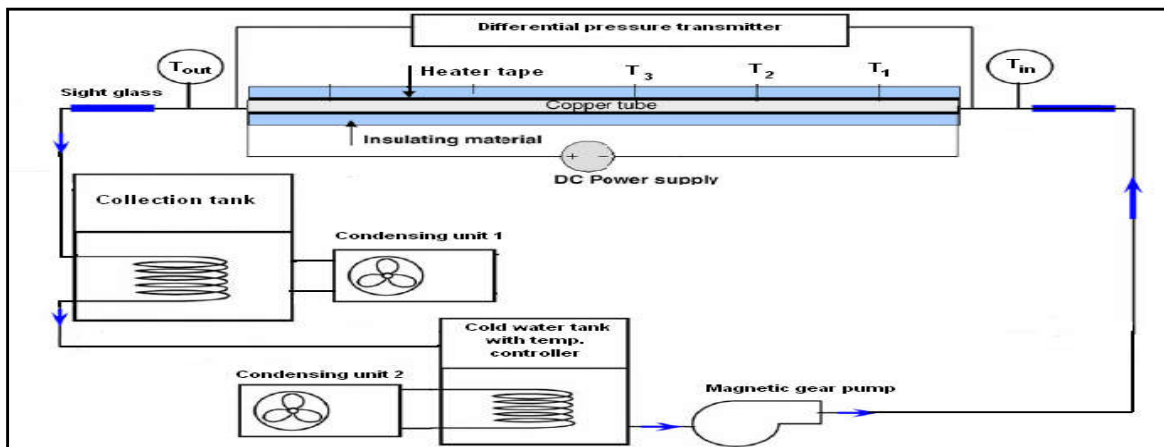 Differential pressure transmitter
Tout
Heater tape
T3
T2
T1
Tin
Sight glass
Copper tube
Insulating material
+ -
DC Power supply
Collection tank
Condensing unit 1
Cold water tank
with temp.
controller
Condensing unit 2
Magnetic gear pump